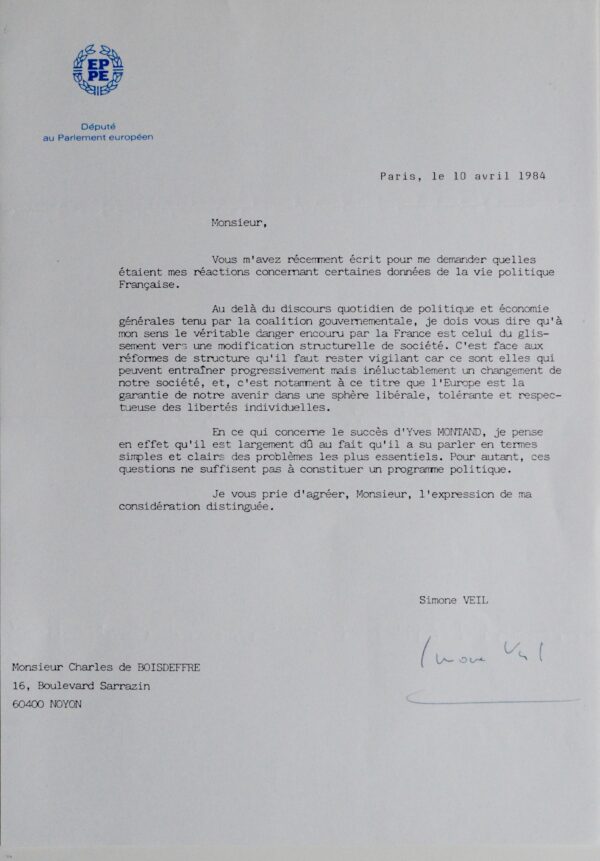 EP
PE
Député
au Parlement européen
Paris, le 10 avril 1984
Monsieur,
Vous m'avez récemment écrit pour me demander quelles
étaient mes réactions concernant certaines données de la vie politique
Française.
Au delà du discours quotidien de politique et économie
générales tenu par la coalition gouvernementale, je dois vous dire qu'à
mon sens le véritable danger encouru par la France est celui du glis-
sement vers une modification structurelle de société. C'est face aux
réformes de structure qu'il faut rester vigilant car ce sont elles qui
peuvent entraîner progressivement mais inéluctablement un changement de
notre société, et, c'est notamment à ce titre que l'Europe est la
garantie de notre avenir dans une sphère libérale, tolérante et respec-
tueuse des libertés individuelles.
En ce qui concerne le succès d'Yves MONTAND, je pense
en effet qu'il est largement dû au fait qu'il a su parler en termes
simples et clairs des problèmes les plus essentiels. Pour autant, ces
questions ne suffisent pas à constituer un programme politique.
Je vous prie d'agréer, Monsieur, l'expression de ma
considération distinguée.
Simone VEIL
Simone Veil
Monsieur Charles de BOISDEFFRE
16, Boulevard Sarrazin
60400 NOYON